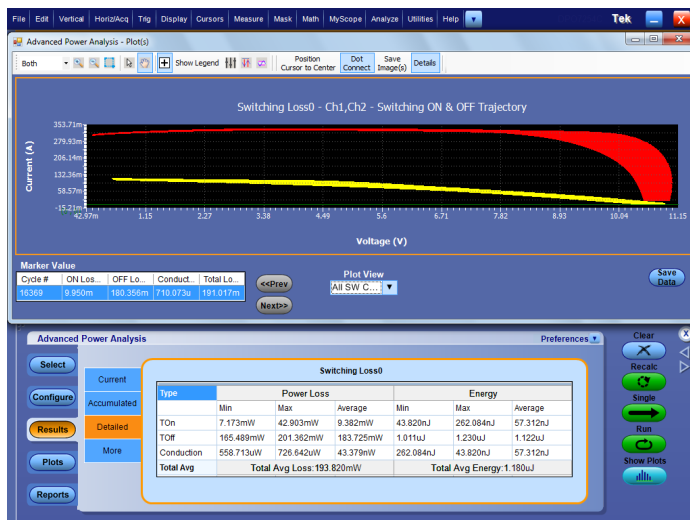 File Edit Vertical Horiz/Acq Trig Display Cursors Measure Mask Math MyScope Analyze Utilities Help Tek X
Advanced Power Analysis - Plot(s)
Both Show Legend Position Cursor to Center Dot Connect Save Image(s) Details
Switching Loss0 - Ch1,Ch2 - Switching ON & OFF Trajectory
Current (V)
353.71m
279.93m
206.14m
132.36m
58.57m
-15.21m
42.97m 1.15 2.27 3.38 4.49 5.6 6.71 7.82 8.93 10.04 11.15
Voltage (V)
Marker Value
Cycle # ON Los... OFF Lo... Conduct... Total Lo...
16369 9.950m 180.356m 710.073u 191.017m
<<Prev
Next>>
Plot View
All SW C...
Save Data
Advanced Power Analysis Preferences
Select
Configure
Results
Plots
Reports
Current
Accumulated
Detailed
More
Switching Loss0
Type Power Loss Energy
Min Max Average Min Max Average
TOn 7.173mW 42.903mW 9.382mW 43.820nJ 262.084nJ 57.312nJ
TOff 165.489mW 201.362mW 183.725mW 1.011uJ 1.230uJ 1.122uJ
Conduction 558.713uW 726.642uW 43.379nW 262.084nJ 43.820nJ 57.312nJ
Total Avg Total Avg Loss:193.820mW Total Avg Energy:1.180uJ
Clear X
Recalc
Single
Run
Show Plots